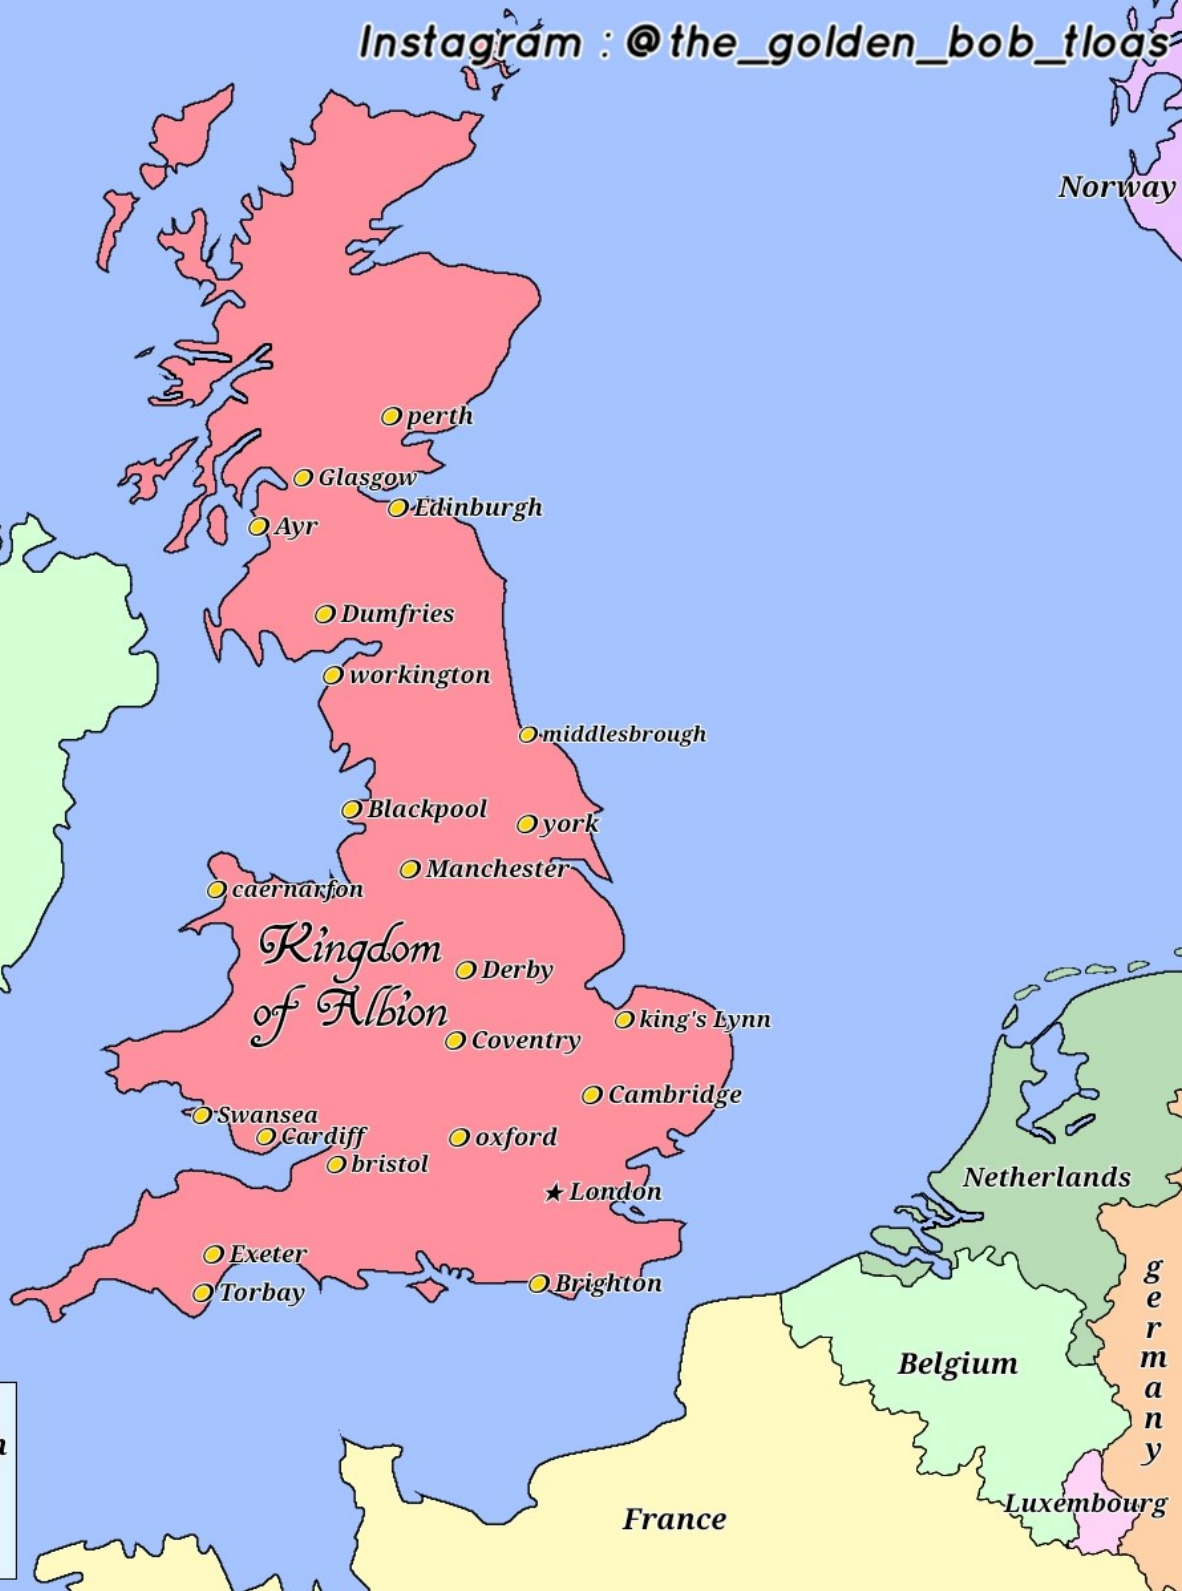 Instagram : @the_golden_bob_tloas
Norway
perth
Glasgow
Edinburgh
Ayr
Dumfries
workington
middlesbrough
Blackpool
york
Manchester
caernarfon
Kingdom
of Albion
Derby
king's Lynn
Coventry
Cambridge
Swansea
Cardiff
oxford
bristol
London
Netherlands
Exeter
Torbay
Brighton
germany
Belgium
Luxembourg
France